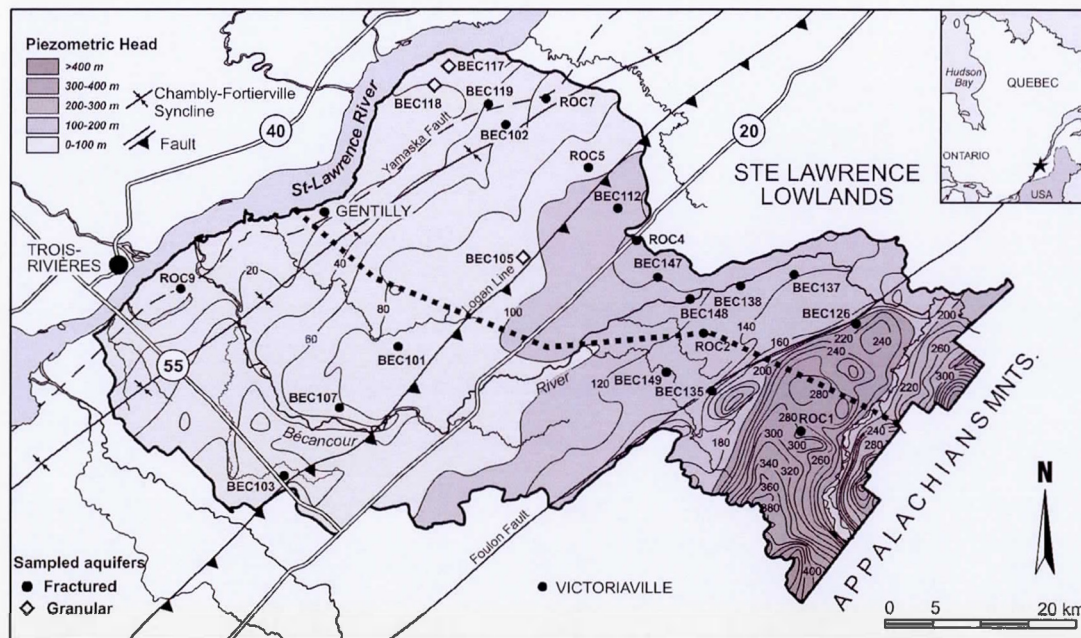 Piezometric Head
>400 m
300-400 m
200-300 m
100-200 m
0-100 m
Chambly-Fortierville
Syncline
Fault
40
20
55
St-Lawrence River
Yamaska Fault
BEC117
BEC118
BEC119
ROC7
BEC102
ROC5
BEC112
GENTILLY
TROIS-
RIVIÈRES
ROC9
BEC105
Logan Line
ROC4
BEC147
BEC138
BEC137
BEC148
BEC126
ROC2
BEC101
BEC149
BEC135
BEC107
River
Bécancour
BEC103
ROC1
Foulon Fault
VICTORIAVILLE
STE LAWRENCE
LOWLANDS
APPALACHIANS MNTS.
20
40
60
80
100
120
140
160
200
180
220
240
240
280
280
300
300
320
260
340
360
380
400
200
260
220
300
240
280
Hudson
Bay
QUEBEC
ONTARIO
USA
N
Sampled aquifers
Fractured
Granular
0 5 20 km